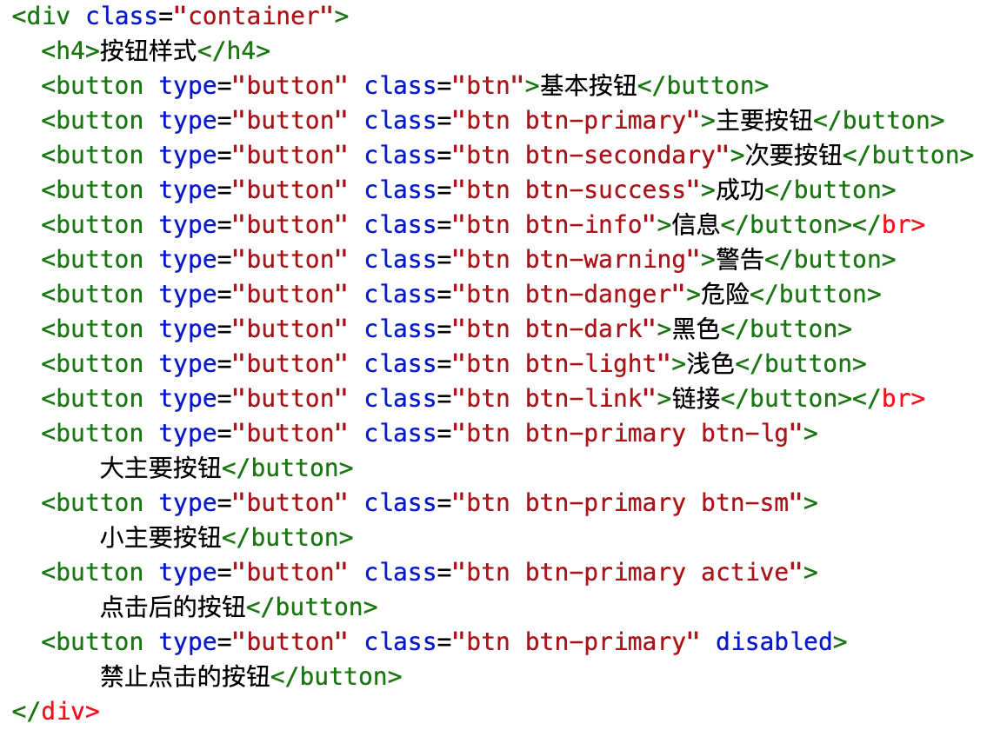 <div class="container">
  <h4>按钮样式</h4>
  <button type="button" class="btn">基本按钮</button>
  <button type="button" class="btn btn-primary">主要按钮</button>
  <button type="button" class="btn btn-secondary">次要按钮</button>
  <button type="button" class="btn btn-success">成功</button>
  <button type="button" class="btn btn-info">信息</button></br>
  <button type="button" class="btn btn-warning">警告</button>
  <button type="button" class="btn btn-danger">危险</button>
  <button type="button" class="btn btn-dark">黑色</button>
  <button type="button" class="btn btn-light">浅色</button>
  <button type="button" class="btn btn-link">链接</button></br>
  <button type="button" class="btn btn-primary btn-lg">
      大主要按钮</button>
  <button type="button" class="btn btn-primary btn-sm">
      小主要按钮</button>
  <button type="button" class="btn btn-primary active">
      点击后的按钮</button>
  <button type="button" class="btn btn-primary" disabled>
      禁止点击的按钮</button>
</div>